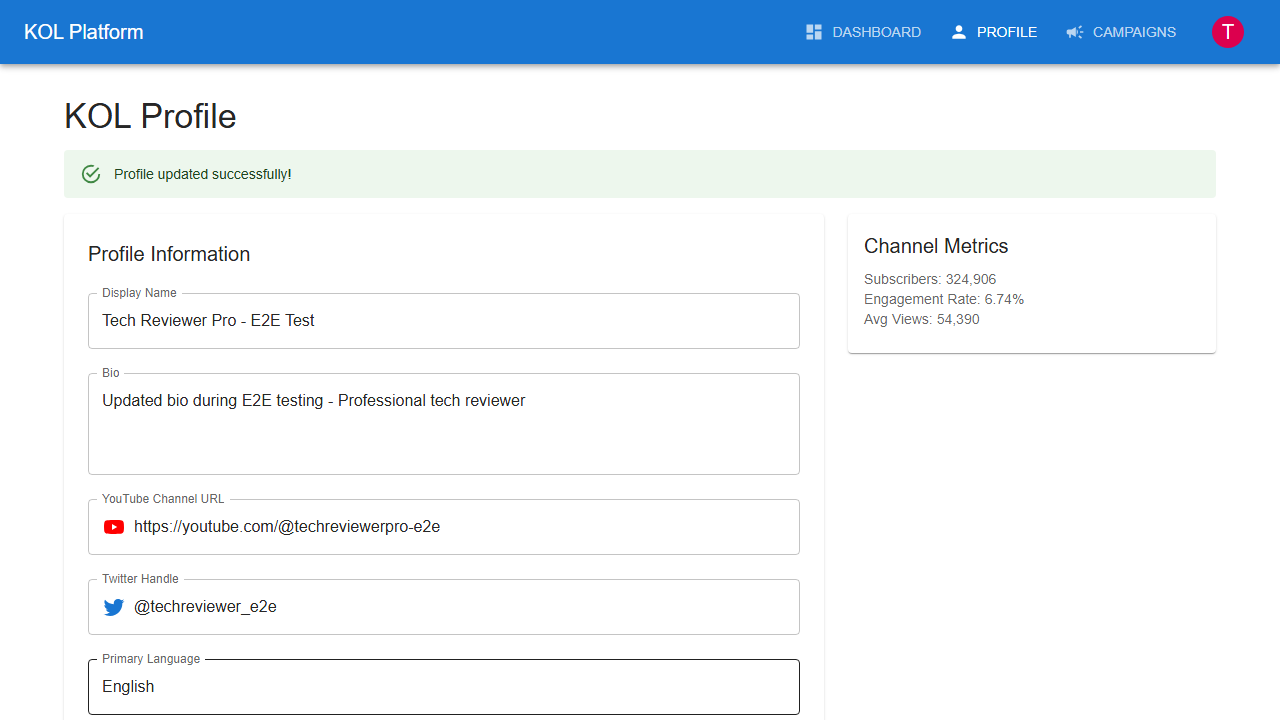 KOL Platform
DASHBOARD
PROFILE
CAMPAIGNS
T
KOL Profile
Profile updated successfully!
Profile Information
Display Name
Tech Reviewer Pro - E2E Test
Bio
Updated bio during E2E testing - Professional tech reviewer
YouTube Channel URL
https://youtube.com/@techreviewerpro-e2e
Twitter Handle
@techreviewer_e2e
Primary Language
English
Channel Metrics
Subscribers: 324,906
Engagement Rate: 6.74%
Avg Views: 54,390